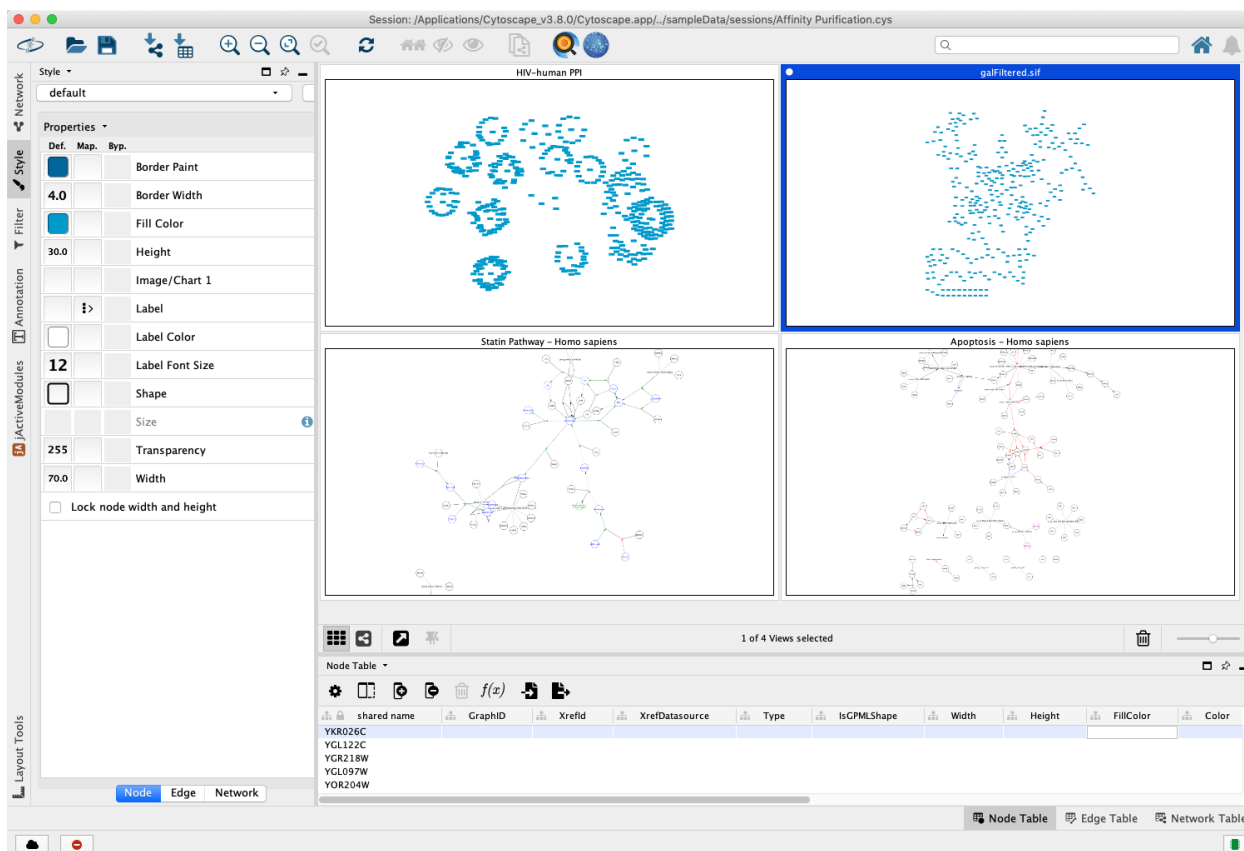 Session: /Applications/Cytoscape_v3.8.0/Cytoscape.app/../sampleData/sessions/Affinity Purification.cys
Network
Style
Filter
Annotation
jA jActiveModules
Layout Tools
Style
default
Properties
Def. Map. Byp.
Border Paint
4.0 Border Width
Fill Color
30.0 Height
Image/Chart 1
Label
Label Color
12 Label Font Size
Shape
Size
255 Transparency
70.0 Width
Lock node width and height
Node Edge Network
HIV-human PPI
galFiltered.sif
Statin Pathway - Homo sapiens
Apoptosis - Homo sapiens
1 of 4 Views selected
Node Table
f(x)
shared name GraphID XrefId XrefDatasource Type IsGPMLShape Width Height FillColor Color
YKR026C
YGL122C
YGR218W
YGL097W
YOR204W
Node Table Edge Table Network Table